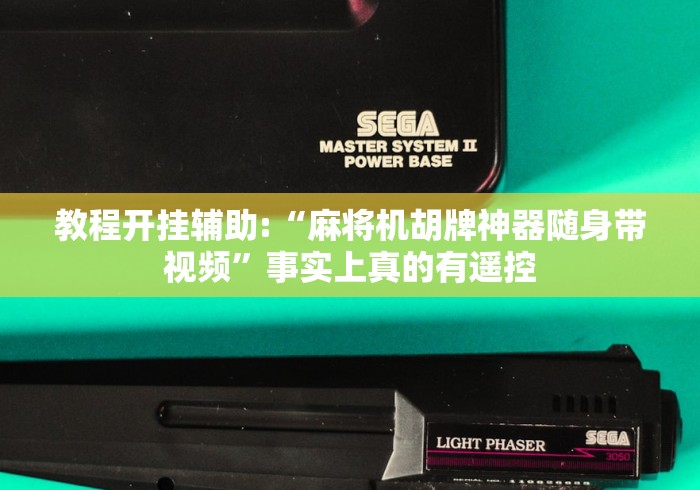 SEGA
MASTER SYSTEM II
POWER BASE
教程开挂辅助:“麻将机胡牌神器随身带
视频”事实上真的有遥控
LIGHT PHASER
SEGA
3050